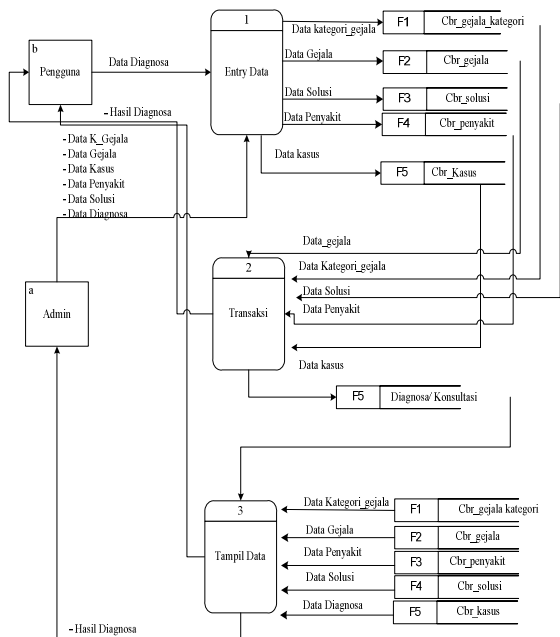 1
Data kategori_gejala
F1 Cbr_gejala_kategori
b
Pengguna
Data Diagnosa
Entry Data
Data Gejala
F2 Cbr_gejala
Data Solusi
F3 Cbr_solusi
-Hasil Diagnosa
Data Penyakit
F4 Cbr_penyakit
- Data K_Gejala
- Data Gejala
- Data Kasus
- Data Penyakit
- Data Solusi
- Data Diagnosa
Data kasus
F5 Cbr_Kasus
Data_gejala
2
Data Kategori_gejala
a
Admin
Transaksi
Data Solusi
Data Penyakit
Data kasus
F5 Diagnosa/ Konsultasi
3
Data Kategori_gejala
F1 Cbr_gejala kategori
Tampil Data
Data Gejala
F2 Cbr_gejala
Data Penyakit
F3 Cbr_penyakit
Data Solusi
F4 Cbr_solusi
Data Diagnosa
F5 Cbr_kasus
- Hasil Diagnosa